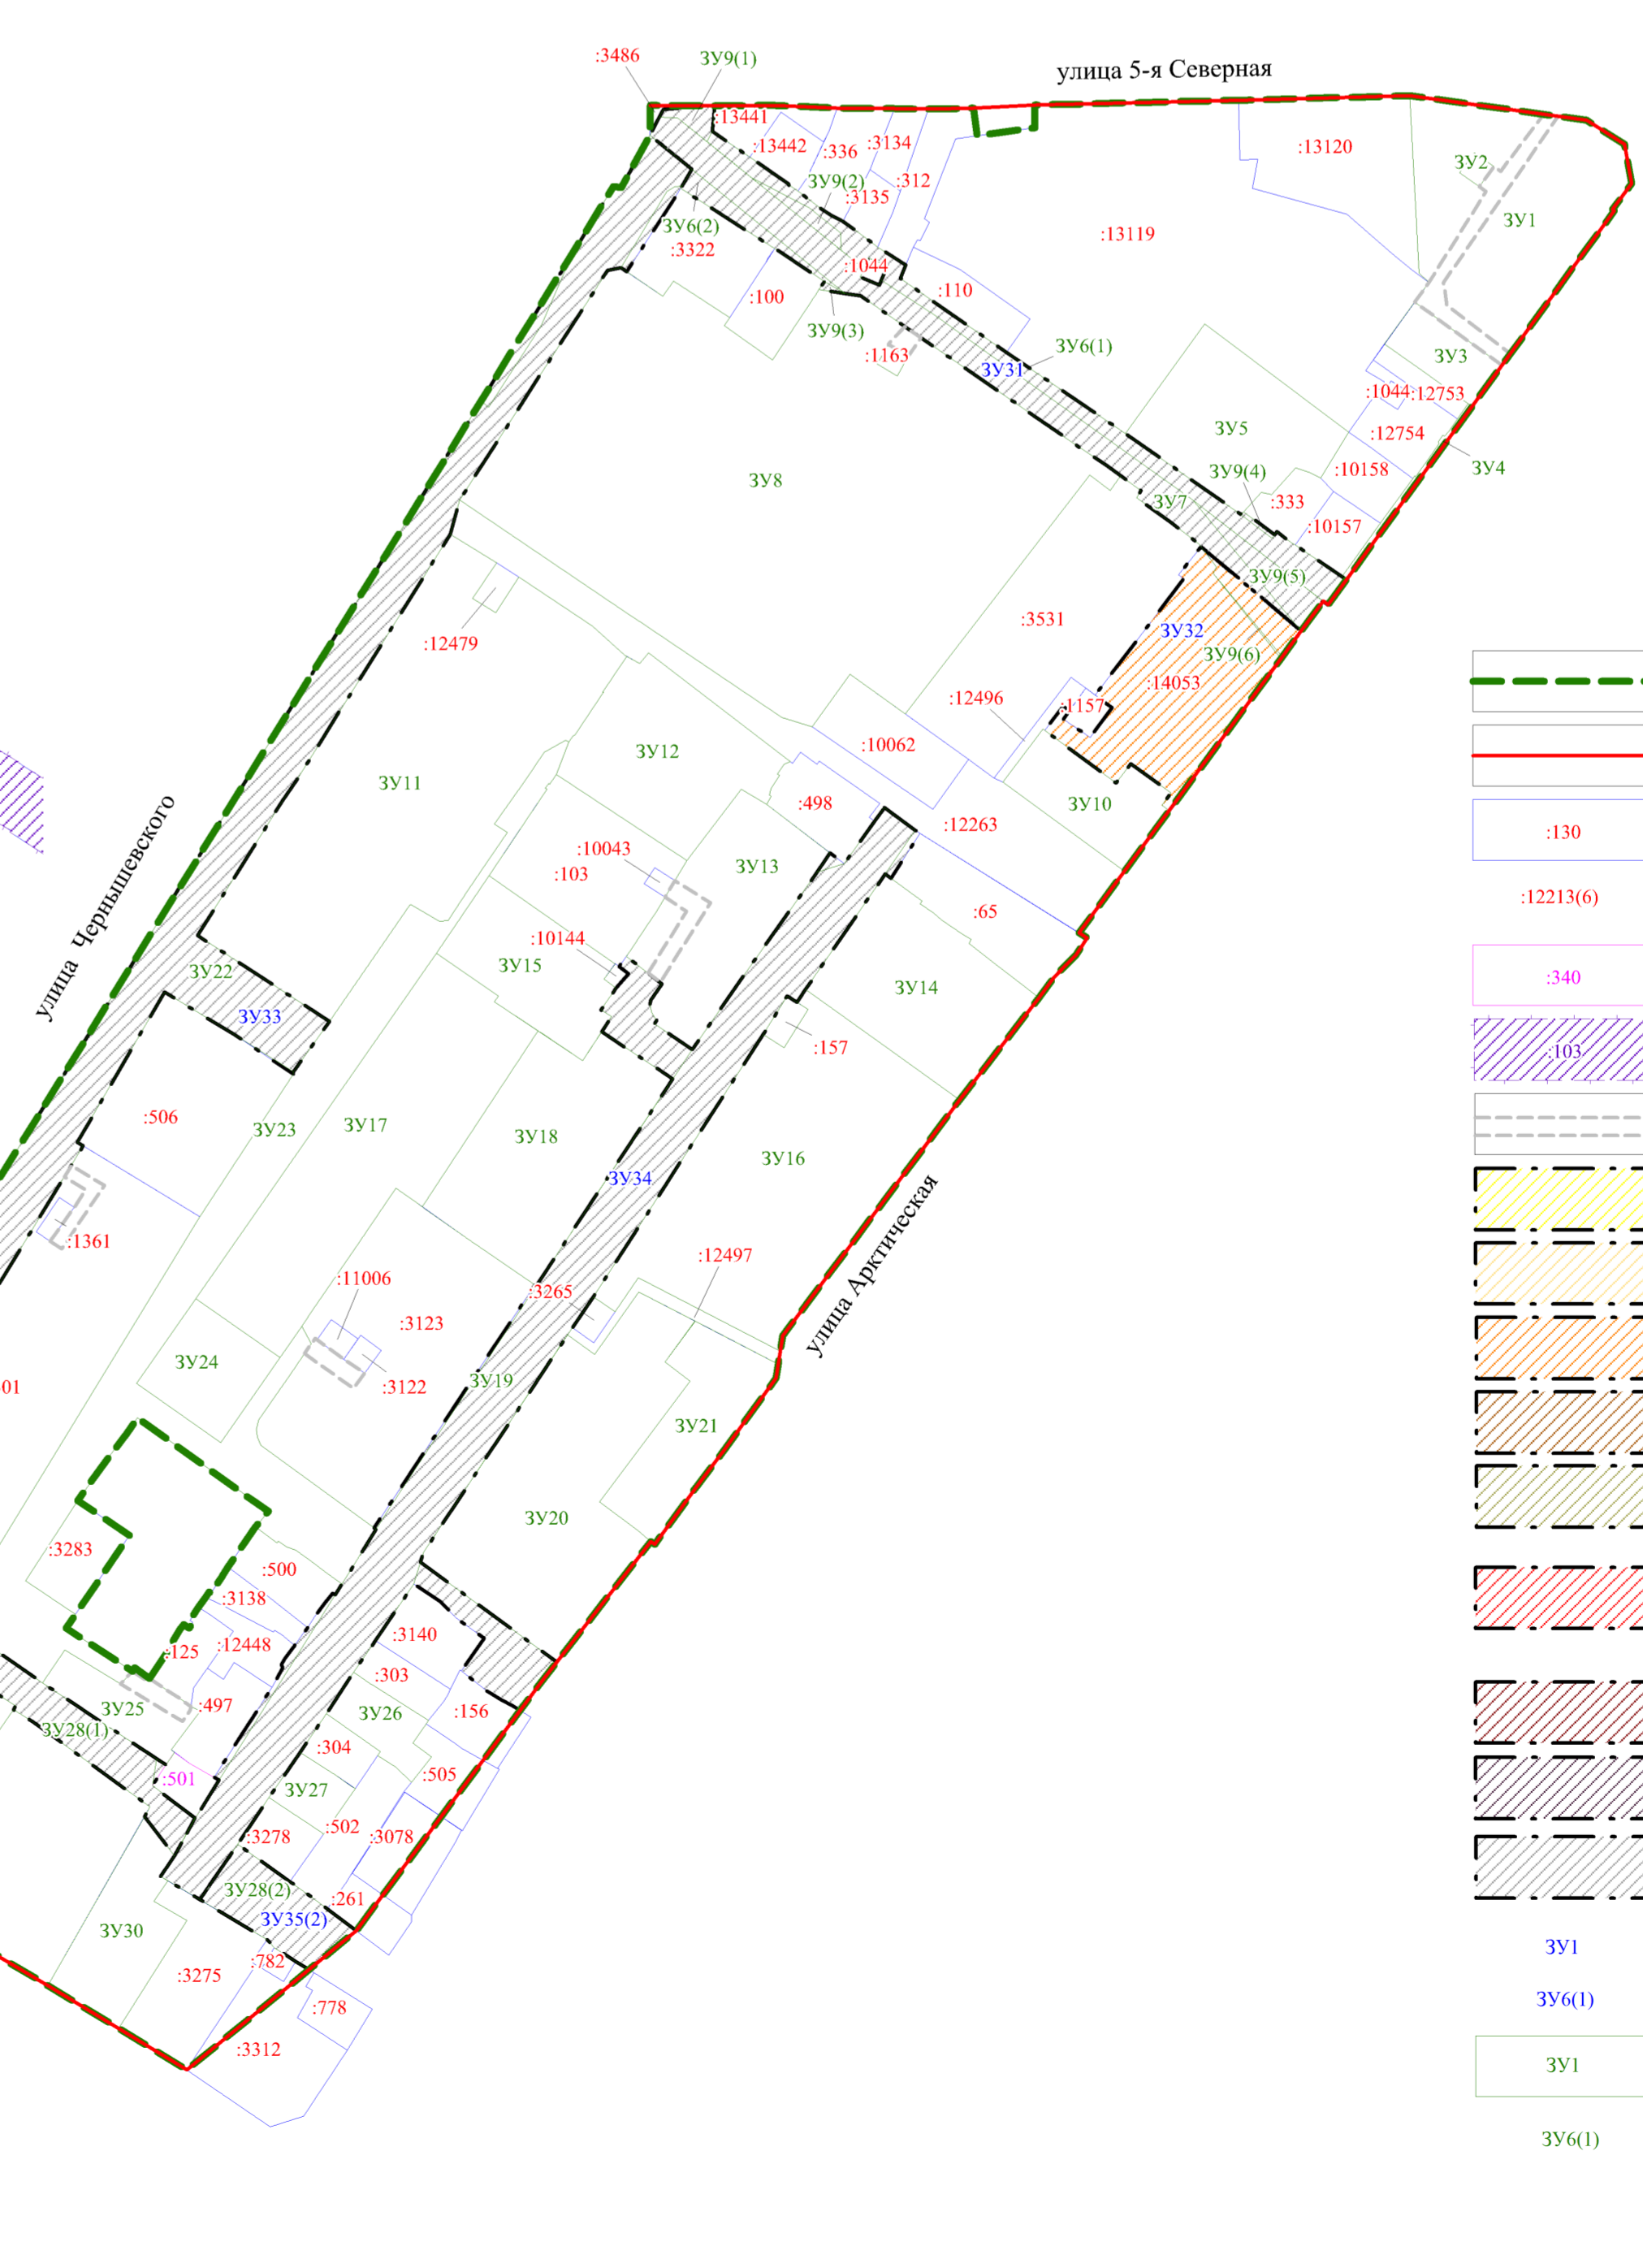 улица 5-я Северная
:3486
ЗУ9(1)
:13441
:13442
:336
:3134
:13120
ЗУ2
ЗУ9(2)
:3135
:312
ЗУ1
ЗУ6(2)
:3322
:13119
:1044
:100
:110
ЗУ9(3)
:1163
ЗУ31
ЗУ6(1)
ЗУ3
:1044
:12753
ЗУ5
:12754
ЗУ8
ЗУ9(4)
:10158
ЗУ4
ЗУ7
:333
:10157
ЗУ9(5)
:12479
:3531
ЗУ32
ЗУ9(6)
:14053
:12496
:1157
ЗУ12
:10062
ЗУ11
:498
ЗУ10
:12263
:130
улица Чернышевского
:10043
:103
ЗУ13
:12213(6)
:65
:10144
ЗУ15
ЗУ22
ЗУ14
:340
ЗУ33
:157
:103
:506
ЗУ23
ЗУ17
ЗУ18
ЗУ16
ЗУ34
:1361
:12497
улица Арктическая
:11006
:3265
:3123
ЗУ24
:3122
ЗУ19
01
ЗУ21
ЗУ20
:3283
:500
:3138
:125
:12448
:3140
:303
:497
ЗУ25
ЗУ26
:156
ЗУ28(1)
:304
:501
ЗУ27
:505
:502
:3278
:3078
ЗУ28(2)
:261
ЗУ35(2)
ЗУ30
:782
:3275
:778
:3312
ЗУ1
ЗУ6(1)
ЗУ1
ЗУ6(1)